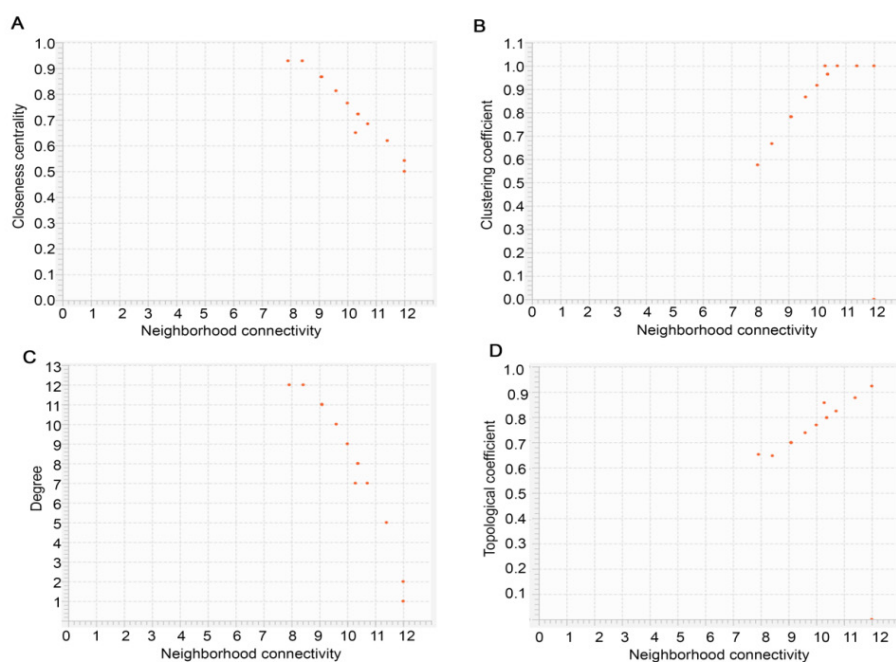 A
Closeness centrality
1.0
0.9
0.8
0.7
0.6
0.5
0.4
0.3
0.2
0.1
0.0
0 1 2 3 4 5 6 7 8 9 10 11 12
Neighborhood connectivity
B
Clustering coefficient
1.1
1.0
0.9
0.8
0.7
0.6
0.5
0.4
0.3
0.2
0.1
0.0
0 1 2 3 4 5 6 7 8 9 10 11 12
Neighborhood connectivity
C
Degree
13
12
11
10
9
8
7
6
5
4
3
2
1
0 1 2 3 4 5 6 7 8 9 10 11 12
Neighborhood connectivity
D
Topological coefficient
1.0
0.9
0.8
0.7
0.6
0.5
0.4
0.3
0.2
0.1
0 1 2 3 4 5 6 7 8 9 10 11 12
Neighborhood connectivity